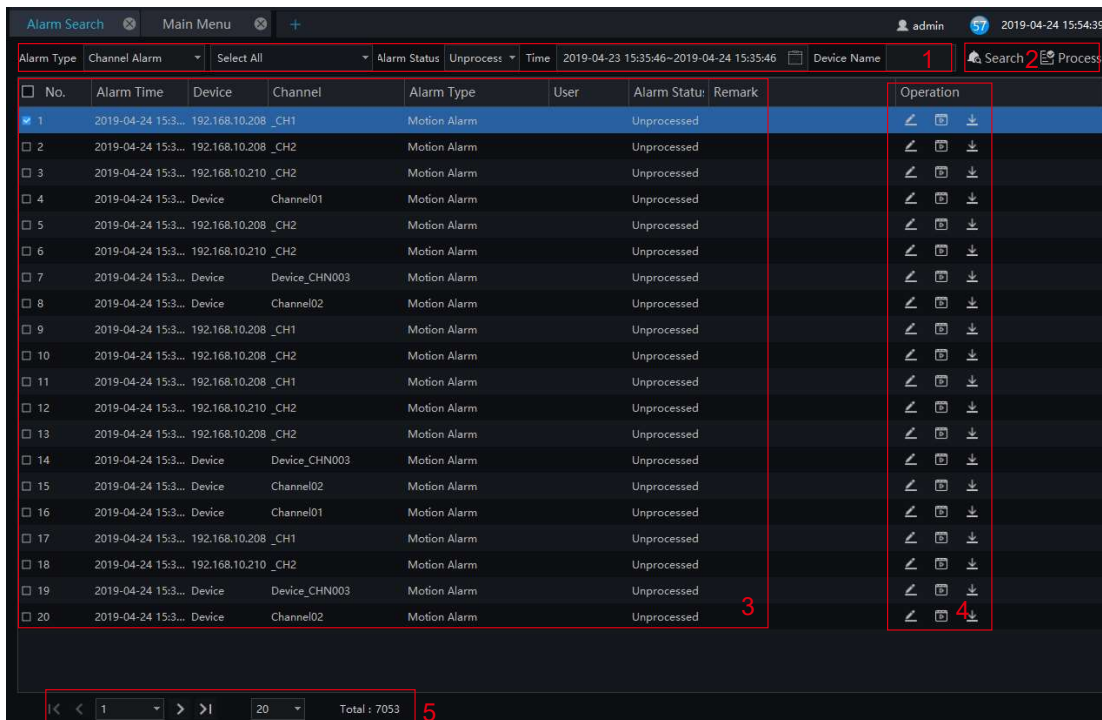 Alarm Search Main Menu + admin 57 2019-04-24 15:54:39
Alarm Type Channel Alarm Select All Alarm Status Unprocess Time 2019-04-23 15:35:46~2019-04-24 15:35:46 Device Name 1 Search 2 Process
No. Alarm Time Device Channel Alarm Type User Alarm Status Remark Operation
1 2019-04-24 15:3... 192.168.10.208 _CH1 Motion Alarm Unprocessed
2 2019-04-24 15:3... 192.168.10.208 _CH2 Motion Alarm Unprocessed
3 2019-04-24 15:3... 192.168.10.210 _CH2 Motion Alarm Unprocessed
4 2019-04-24 15:3... Device Channel01 Motion Alarm Unprocessed
5 2019-04-24 15:3... 192.168.10.208 _CH2 Motion Alarm Unprocessed
6 2019-04-24 15:3... 192.168.10.210 _CH2 Motion Alarm Unprocessed
7 2019-04-24 15:3... Device Device_CHN003 Motion Alarm Unprocessed
8 2019-04-24 15:3... Device Channel02 Motion Alarm Unprocessed
9 2019-04-24 15:3... 192.168.10.208 _CH1 Motion Alarm Unprocessed
10 2019-04-24 15:3... 192.168.10.208 _CH2 Motion Alarm Unprocessed
11 2019-04-24 15:3... 192.168.10.208 _CH1 Motion Alarm Unprocessed
12 2019-04-24 15:3... 192.168.10.210 _CH2 Motion Alarm Unprocessed
13 2019-04-24 15:3... 192.168.10.208 _CH2 Motion Alarm Unprocessed
14 2019-04-24 15:3... Device Device_CHN003 Motion Alarm Unprocessed
15 2019-04-24 15:3... Device Channel02 Motion Alarm Unprocessed
16 2019-04-24 15:3... Device Channel01 Motion Alarm Unprocessed
17 2019-04-24 15:3... 192.168.10.208 _CH1 Motion Alarm Unprocessed
18 2019-04-24 15:3... 192.168.10.210 _CH2 Motion Alarm Unprocessed
19 2019-04-24 15:3... Device Device_CHN003 Motion Alarm Unprocessed
20 2019-04-24 15:3... Device Channel02 Motion Alarm Unprocessed 3 4
1 20 Total : 7053 5